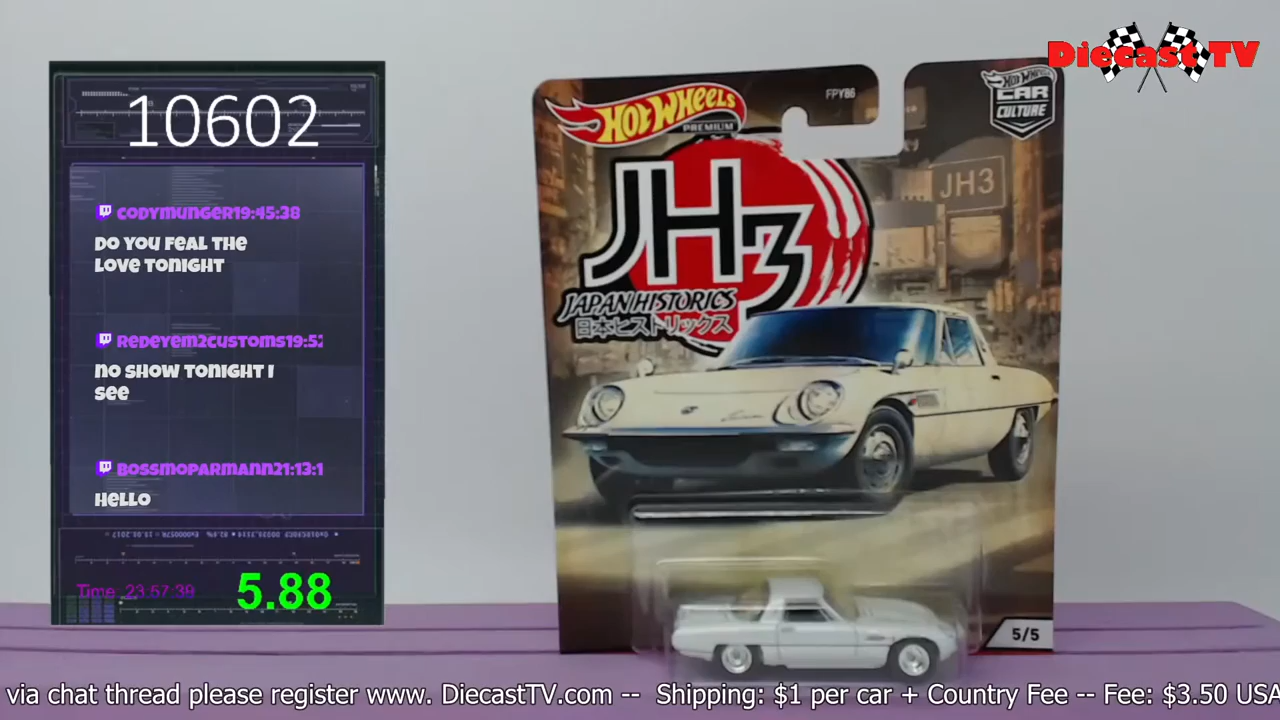 Diecast TV
10602
codymunger19:45:38
Do you feal the
love tonight
Redeyem2customs19:52
no show tonight I
see
Bossmoparmann21:13:1
Hello
Time 23:57:39
5.88
HOT WHEELS
PREMIUM
FPY86
HOT WHEELS
CAR
CULTURE
JH3
JH3
JAPAN HISTORICS
日本ヒストリックス
5/5
via chat thread please register www. DiecastTV.com -- Shipping: $1 per car + Country Fee -- Fee: $3.50 USA